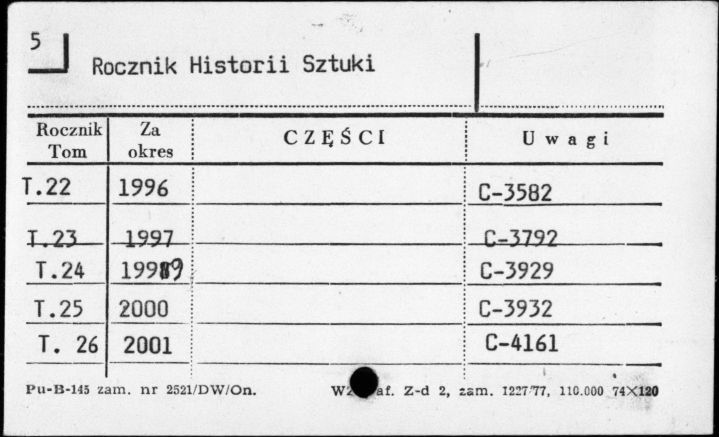 5
Rocznik Historii Sztuki
Rocznik Tom Za okres CZĘŚCI Uwagi
T.22 1996 C-3582
T.23 1997 C-3792
T.24 1999 C-3929
T.25 2000 C-3932
T. 26 2001 C-4161
Pu-B-145 zam. nr 2521/DW/On. af. Z-d 2, zam. 1227/77, 110.000 74×120